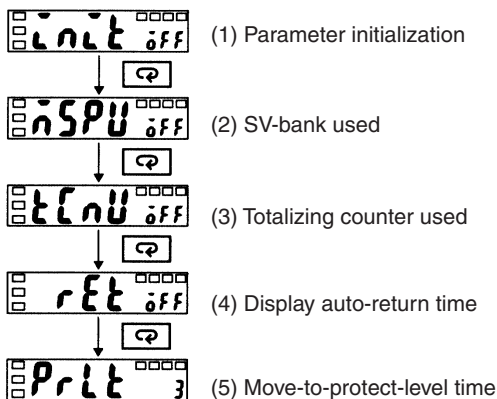 init off (1) Parameter initialization
mSPU off (2) SV-bank used
tCnU off (3) Totalizing counter used
rEt off (4) Display auto-return time
PrLt 3 (5) Move-to-protect-level time